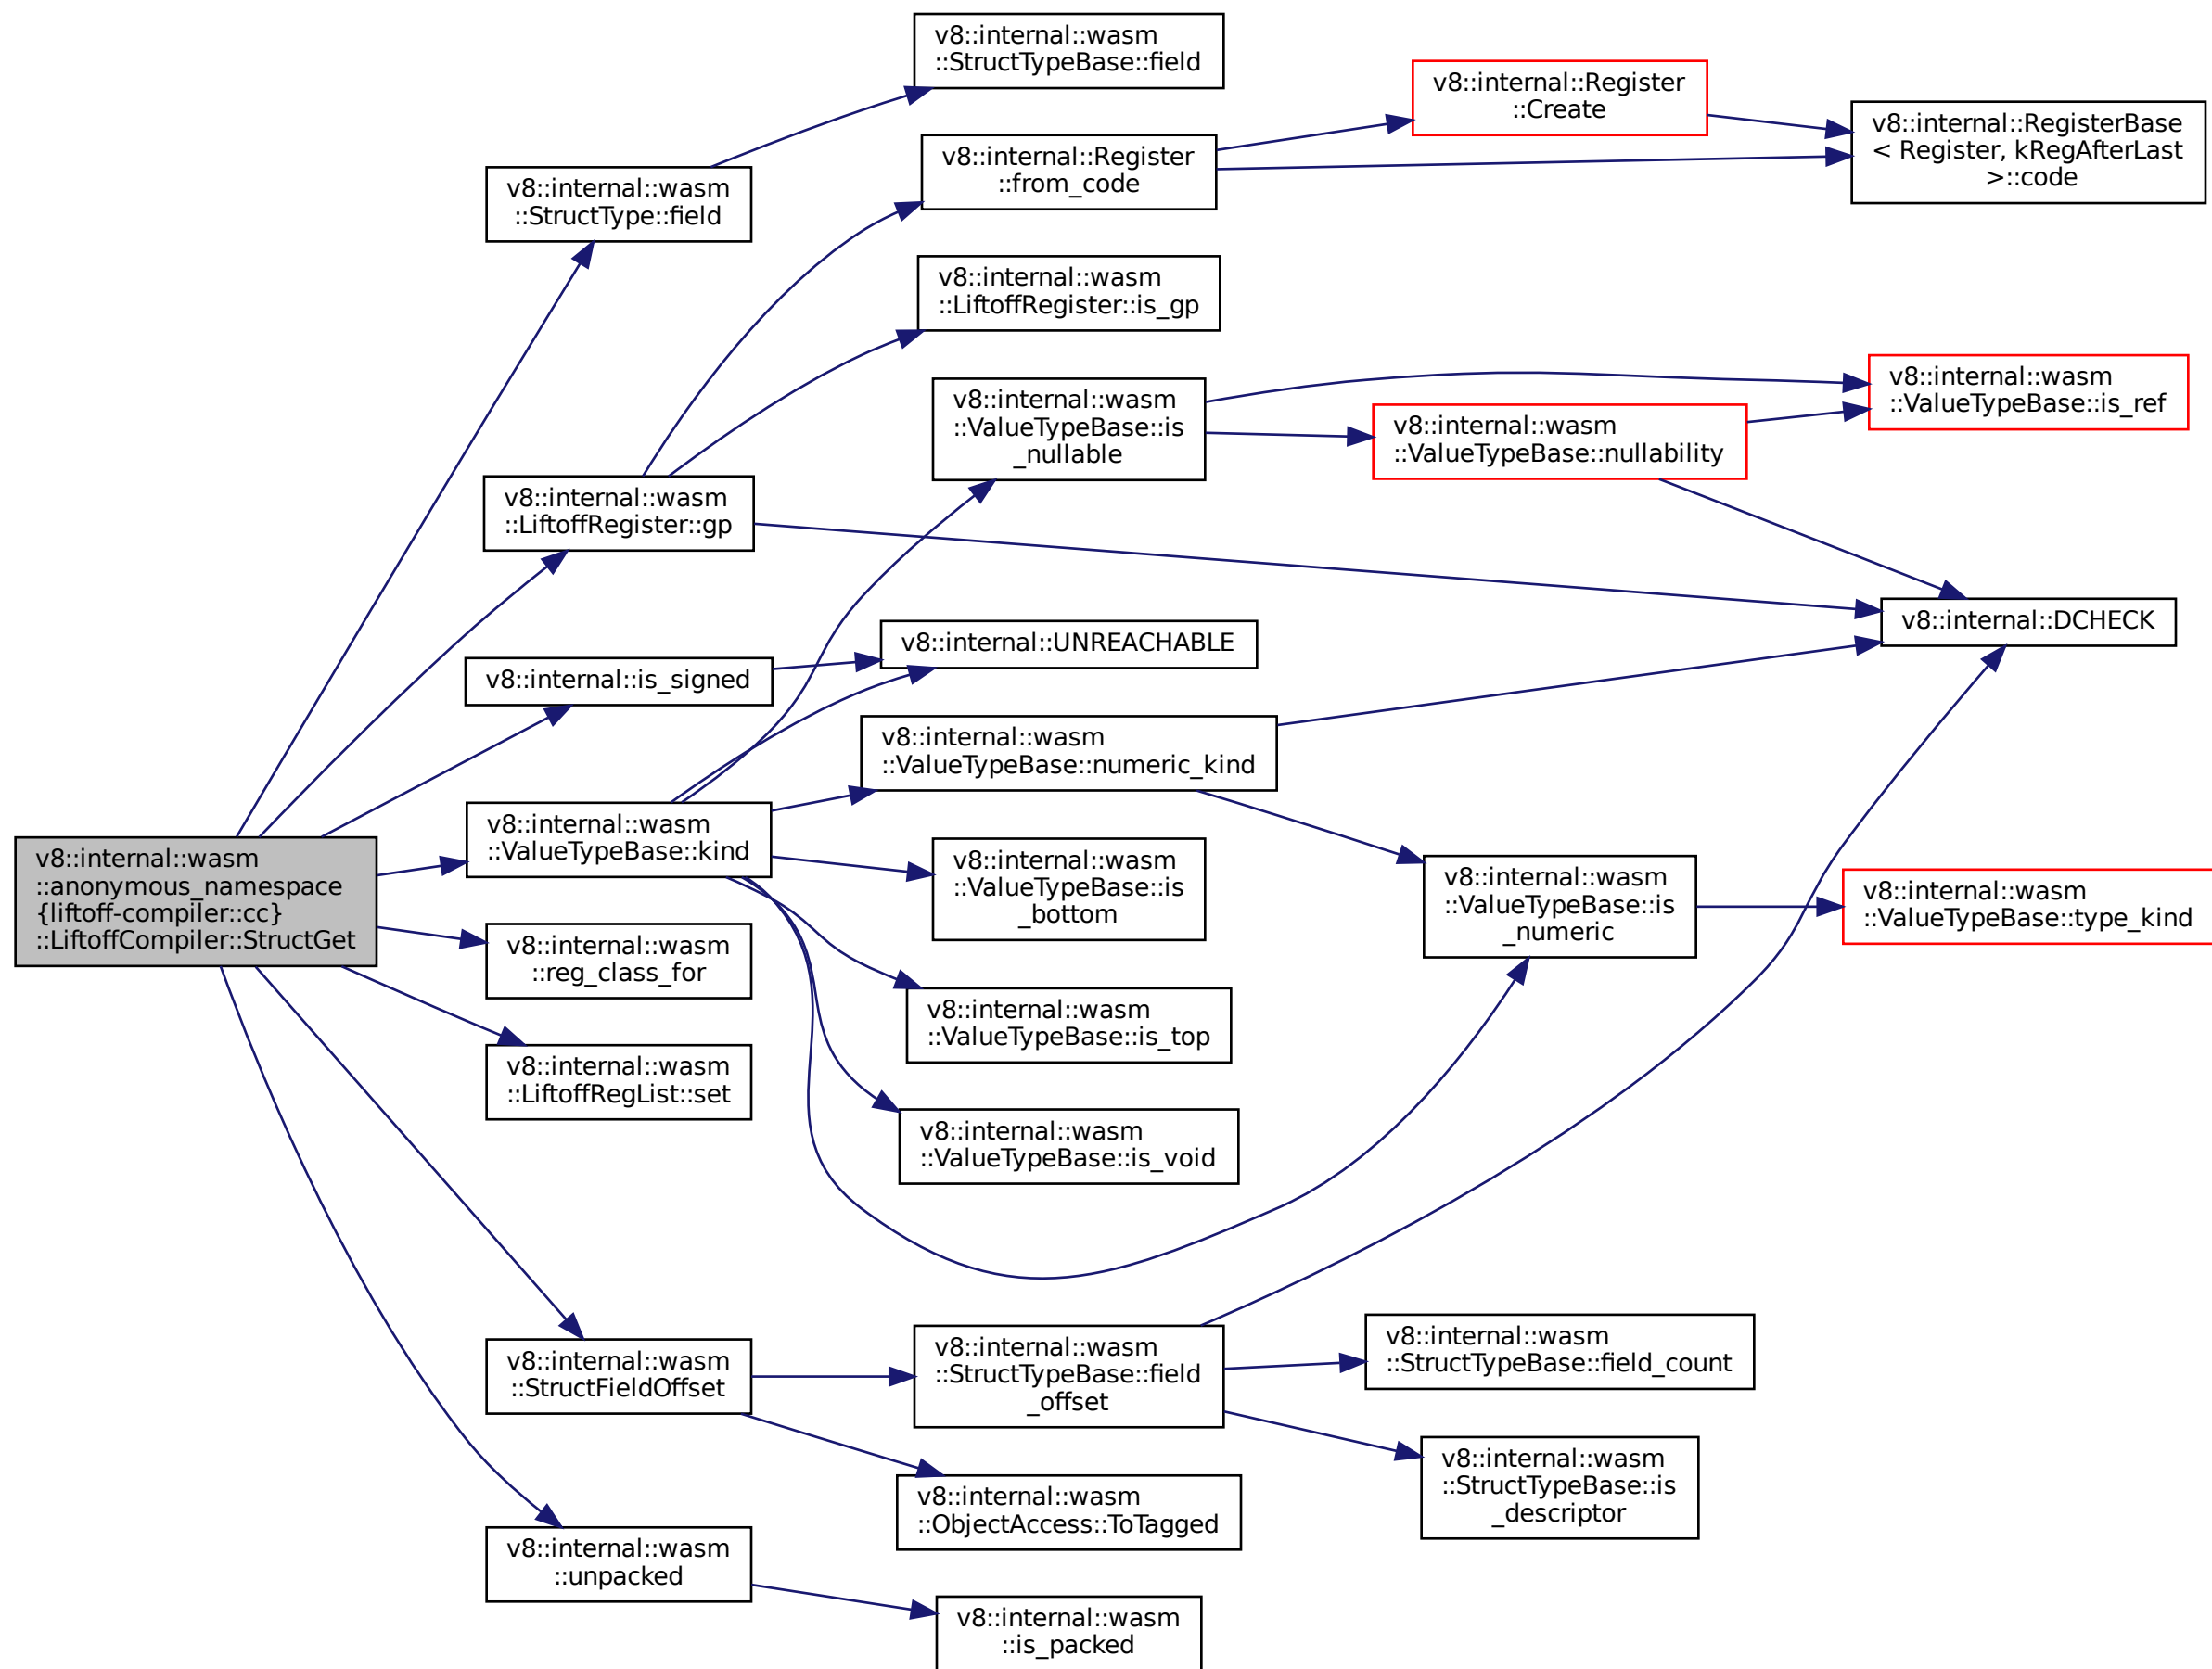 v8::internal::wasm
::StructTypeBase::field
v8::internal::Register
::Create
v8::internal::RegisterBase
< Register, kRegAfterLast
>::code
v8::internal::Register
::from_code
v8::internal::wasm
::StructType::field
v8::internal::wasm
::LiftoffRegister::is_gp
v8::internal::wasm
::ValueTypeBase::is_ref
v8::internal::wasm
::ValueTypeBase::is
_nullable
v8::internal::wasm
::ValueTypeBase::nullability
v8::internal::wasm
::LiftoffRegister::gp
v8::internal::DCHECK
v8::internal::UNREACHABLE
v8::internal::is_signed
v8::internal::wasm
::ValueTypeBase::numeric_kind
v8::internal::wasm
::ValueTypeBase::kind
v8::internal::wasm
::anonymous_namespace
{liftoff-compiler::cc}
::LiftoffCompiler::StructGet
v8::internal::wasm
::ValueTypeBase::is
_bottom
v8::internal::wasm
::ValueTypeBase::is
_numeric
v8::internal::wasm
::ValueTypeBase::type_kind
v8::internal::wasm
::reg_class_for
v8::internal::wasm
::ValueTypeBase::is_top
v8::internal::wasm
::LiftoffRegList::set
v8::internal::wasm
::ValueTypeBase::is_void
v8::internal::wasm
::StructFieldOffset
v8::internal::wasm
::StructTypeBase::field
_offset
v8::internal::wasm
::StructTypeBase::field_count
v8::internal::wasm
::StructTypeBase::is
_descriptor
v8::internal::wasm
::ObjectAccess::ToTagged
v8::internal::wasm
::unpacked
v8::internal::wasm
::is_packed